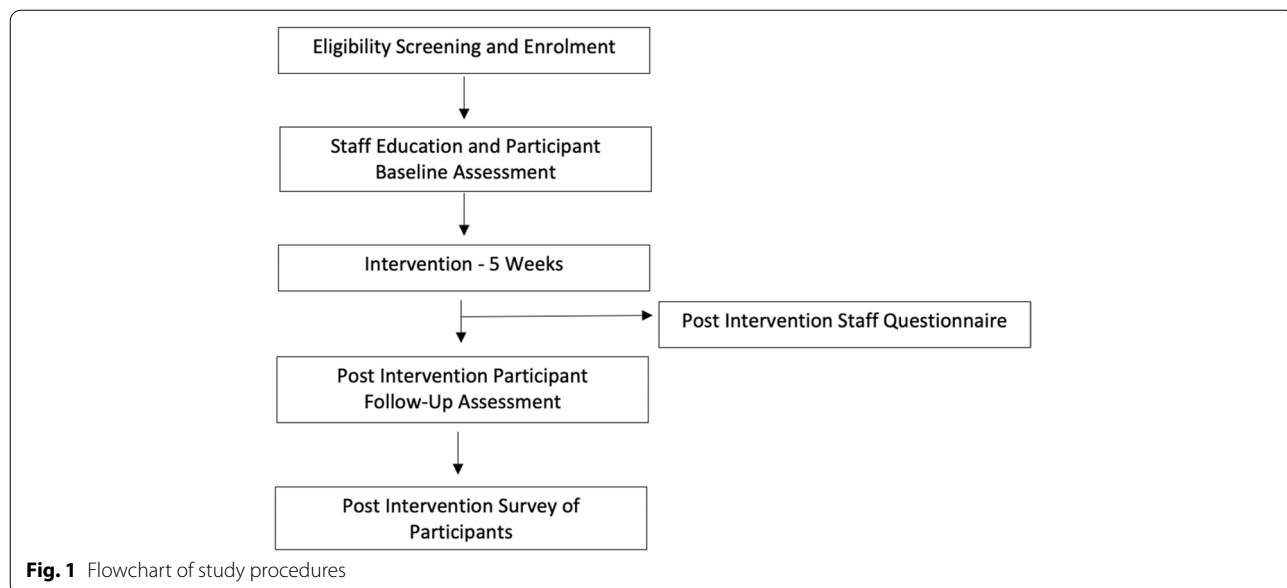 Eligibility Screening and Enrolment
Staff Education and Participant
Baseline Assessment
Intervention - 5 Weeks
Post Intervention Staff Questionnaire
Post Intervention Participant
Follow-Up Assessment
Post Intervention Survey of
Participants
Fig. 1 Flowchart of study procedures